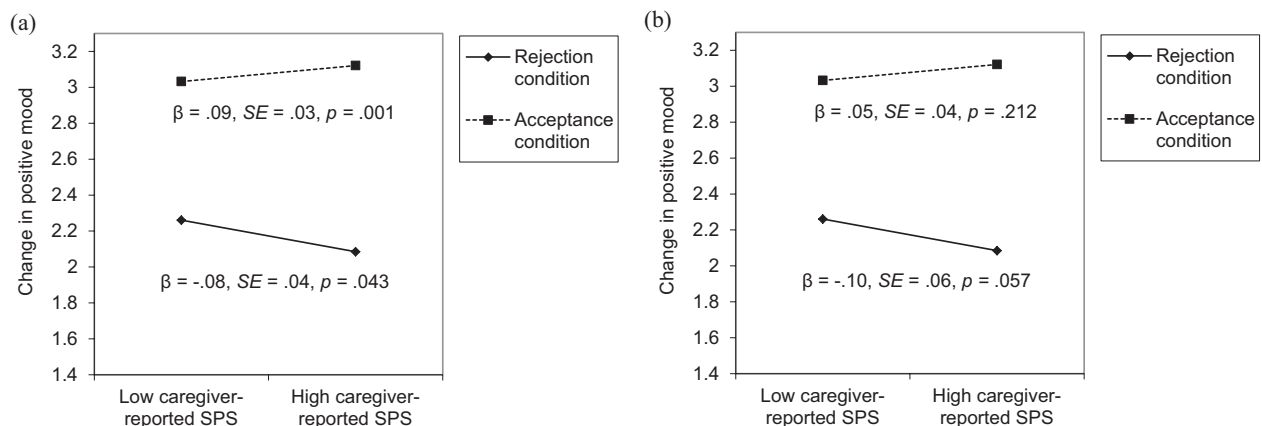 (a)
3.2
3
2.8
2.6
2.4
2.2
2
1.8
1.6
1.4
Change in positive mood
β = .09, SE = .03, p = .001
β = -.08, SE = .04, p = .043
Low caregiver-
reported SPS
High caregiver-
reported SPS
Rejection
condition
Acceptance
condition
(b)
3.2
3
2.8
2.6
2.4
2.2
2
1.8
1.6
1.4
Change in positive mood
β = .05, SE = .04, p = .212
β = -.10, SE = .06, p = .057
Low caregiver-
reported SPS
High caregiver-
reported SPS
Rejection
condition
Acceptance
condition